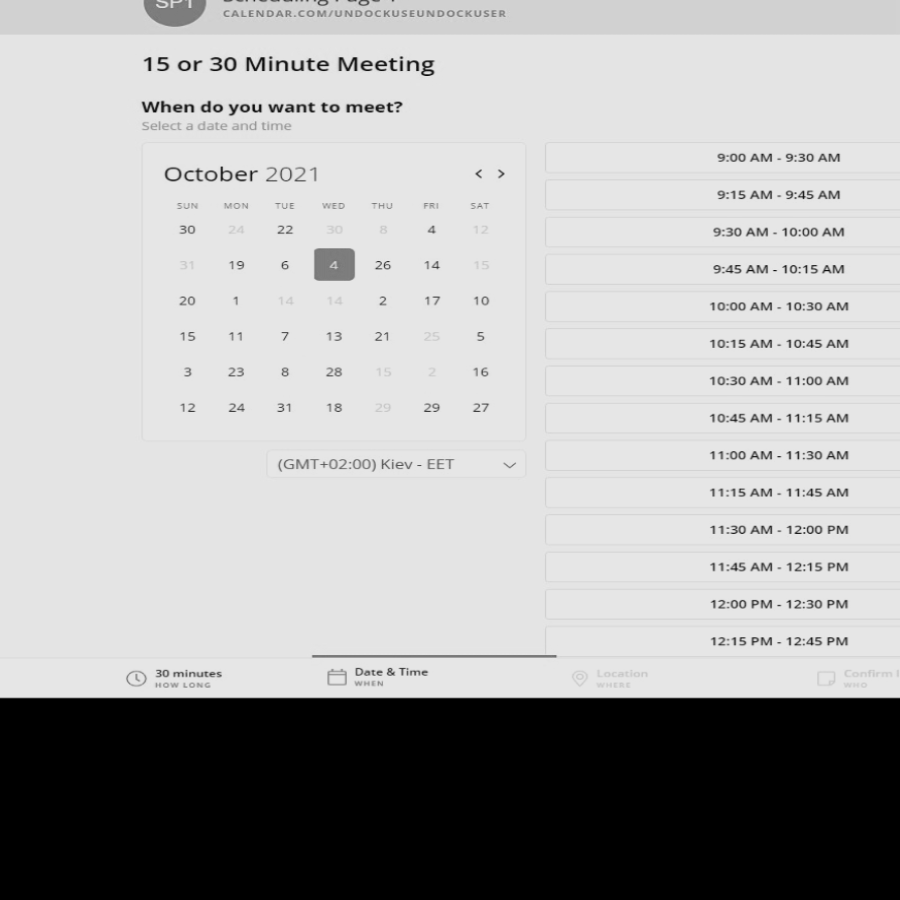 SP1
CALENDAR.COM/UNDOCKUSEUNDOCKUSER
15 or 30 Minute Meeting
When do you want to meet?
Select a date and time
October 2021 < >
SUN MON TUE WED THU FRI SAT
30 24 22 30 8 4 12
31 19 6 4 26 14 15
20 1 14 14 2 17 10
15 11 7 13 21 25 5
3 23 8 28 15 2 16
12 24 31 18 29 29 27
(GMT+02:00) Kiev - EET
9:00 AM - 9:30 AM
9:15 AM - 9:45 AM
9:30 AM - 10:00 AM
9:45 AM - 10:15 AM
10:00 AM - 10:30 AM
10:15 AM - 10:45 AM
10:30 AM - 11:00 AM
10:45 AM - 11:15 AM
11:00 AM - 11:30 AM
11:15 AM - 11:45 AM
11:30 AM - 12:00 PM
11:45 AM - 12:15 PM
12:00 PM - 12:30 PM
12:15 PM - 12:45 PM
30 minutes
HOW LONG
Date & Time
WHEN
Location
WHERE
Confirm
WHO